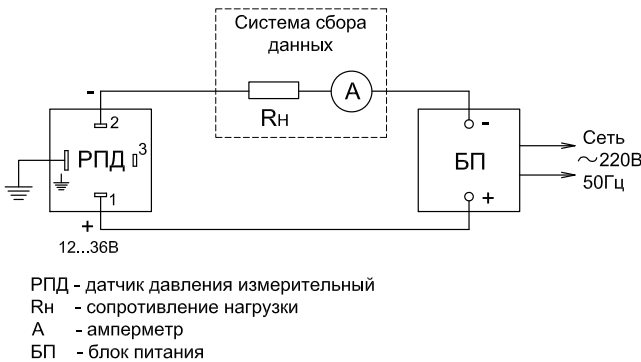 Система сбора
данных
-
A
Rн
2
3
РПД
1
+
12...36В
-
БП
+
Сеть
~220В
50Гц
РПД - датчик давления измерительный
Rн - сопротивление нагрузки
А - амперметр
БП - блок питания